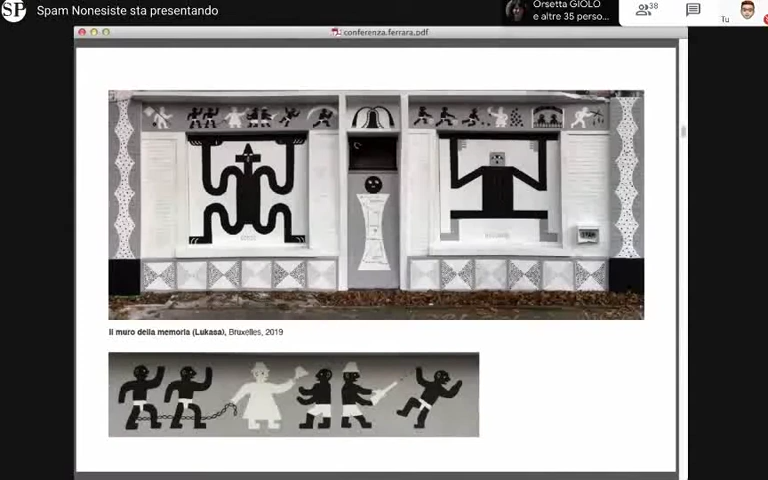 SP
Spam Nonesiste sta presentando
Orsetta GIOLO
e altre 35 perso...
38
Tu
conferenza.ferrara.pdf
Il muro della memoria (Lukasa), Bruxelles, 2019